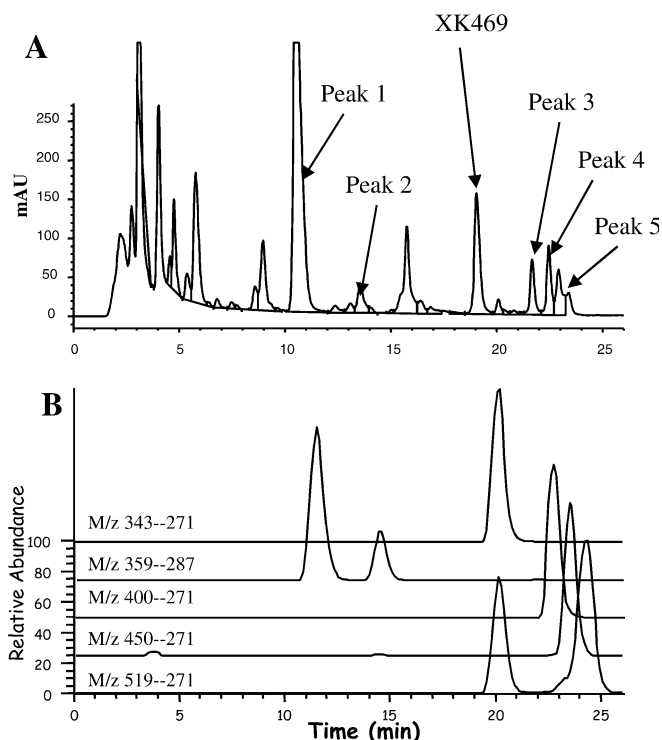 A
XK469
Peak 1
Peak 3
Peak 2
Peak 4
Peak 5
mAU
250
200
150
100
50
0
0 5 10 15 20 25
B
Relative Abundance
M/z 343--271
100
M/z 359--287
80
M/z 400--271
60
40
M/z 450--271
20
M/z 519--271
0
0 5 10 15 20 25
Time (min)